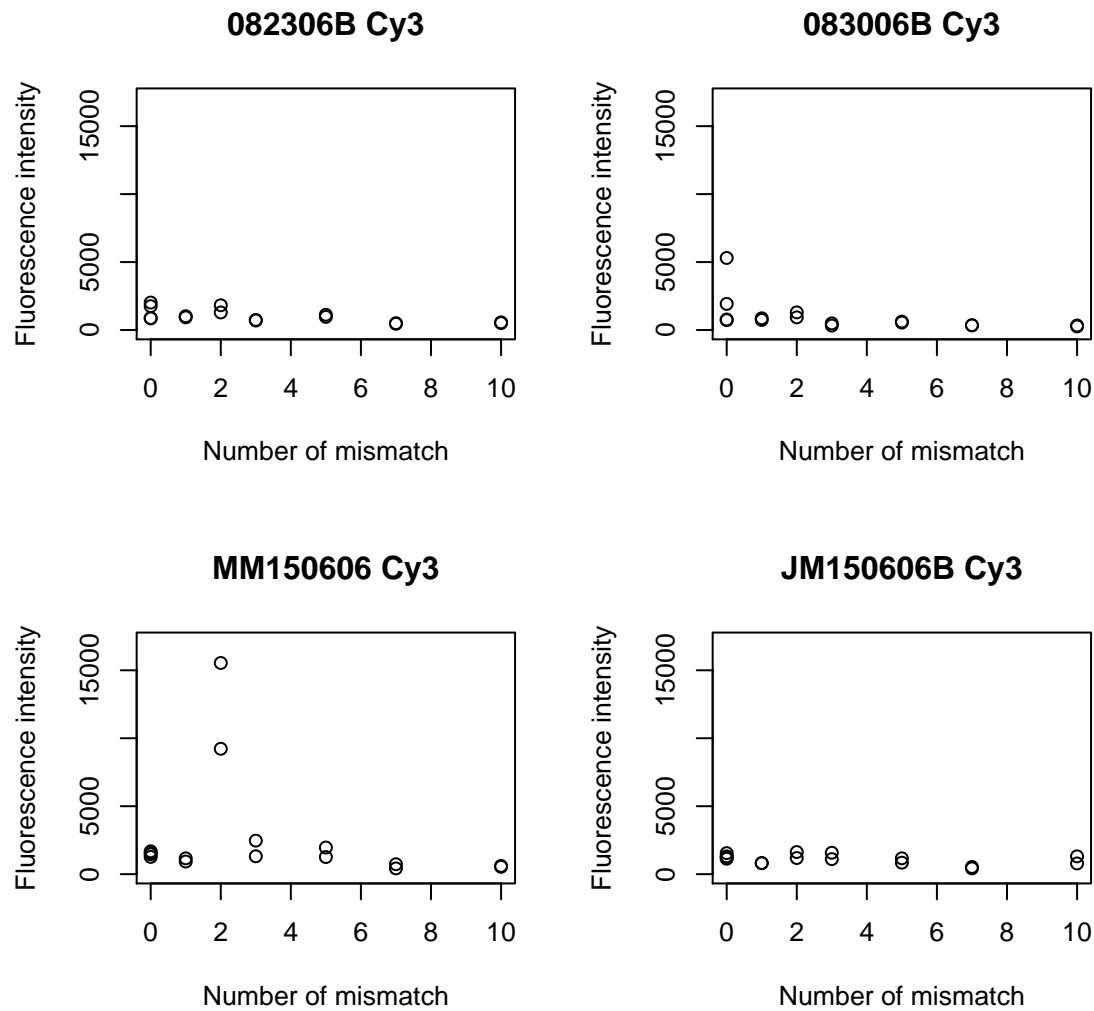 082306B Cy3
Fluorescence intensity
15000
5000
0
0 2 4 6 8 10
Number of mismatch
083006B Cy3
Fluorescence intensity
15000
5000
0
0 2 4 6 8 10
Number of mismatch
MM150606 Cy3
Fluorescence intensity
15000
5000
0
0 2 4 6 8 10
Number of mismatch
JM150606B Cy3
Fluorescence intensity
15000
5000
0
0 2 4 6 8 10
Number of mismatch